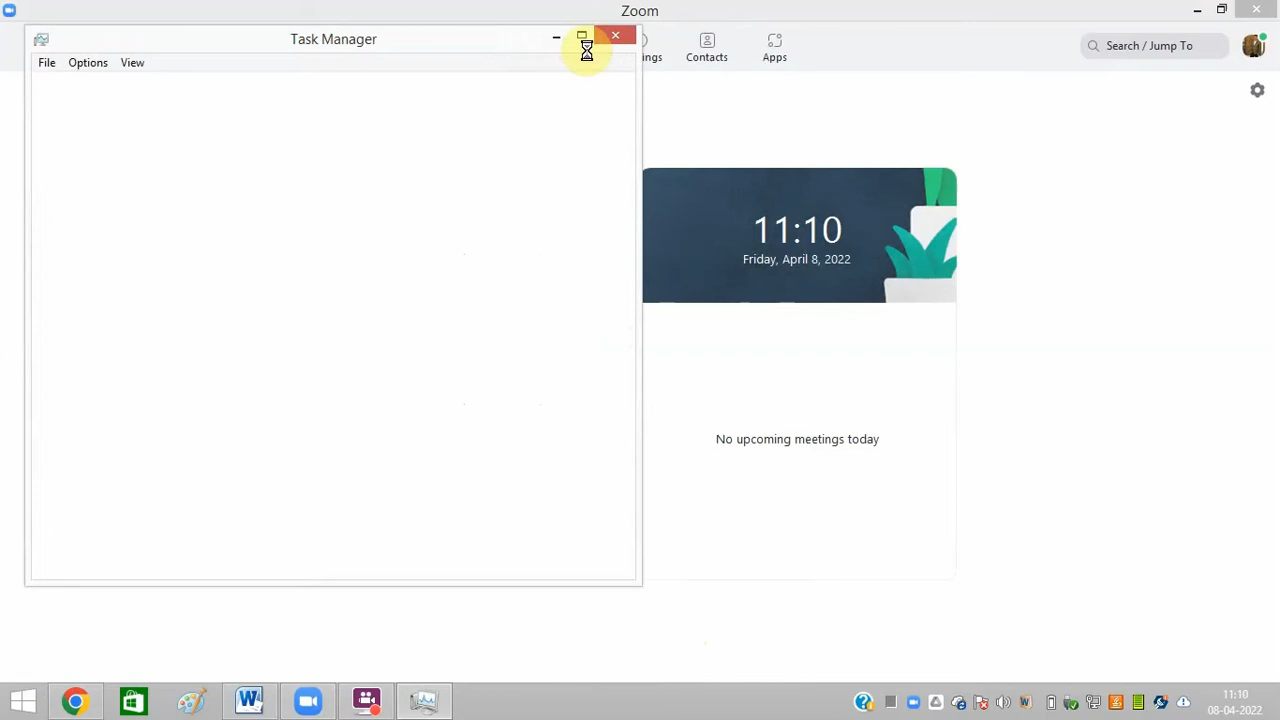 Zoom
Task Manager
File Options View
ngs
Contacts
Apps
Search / Jump To
11:10
Friday, April 8, 2022
No upcoming meetings today
11:10
08-04-2022